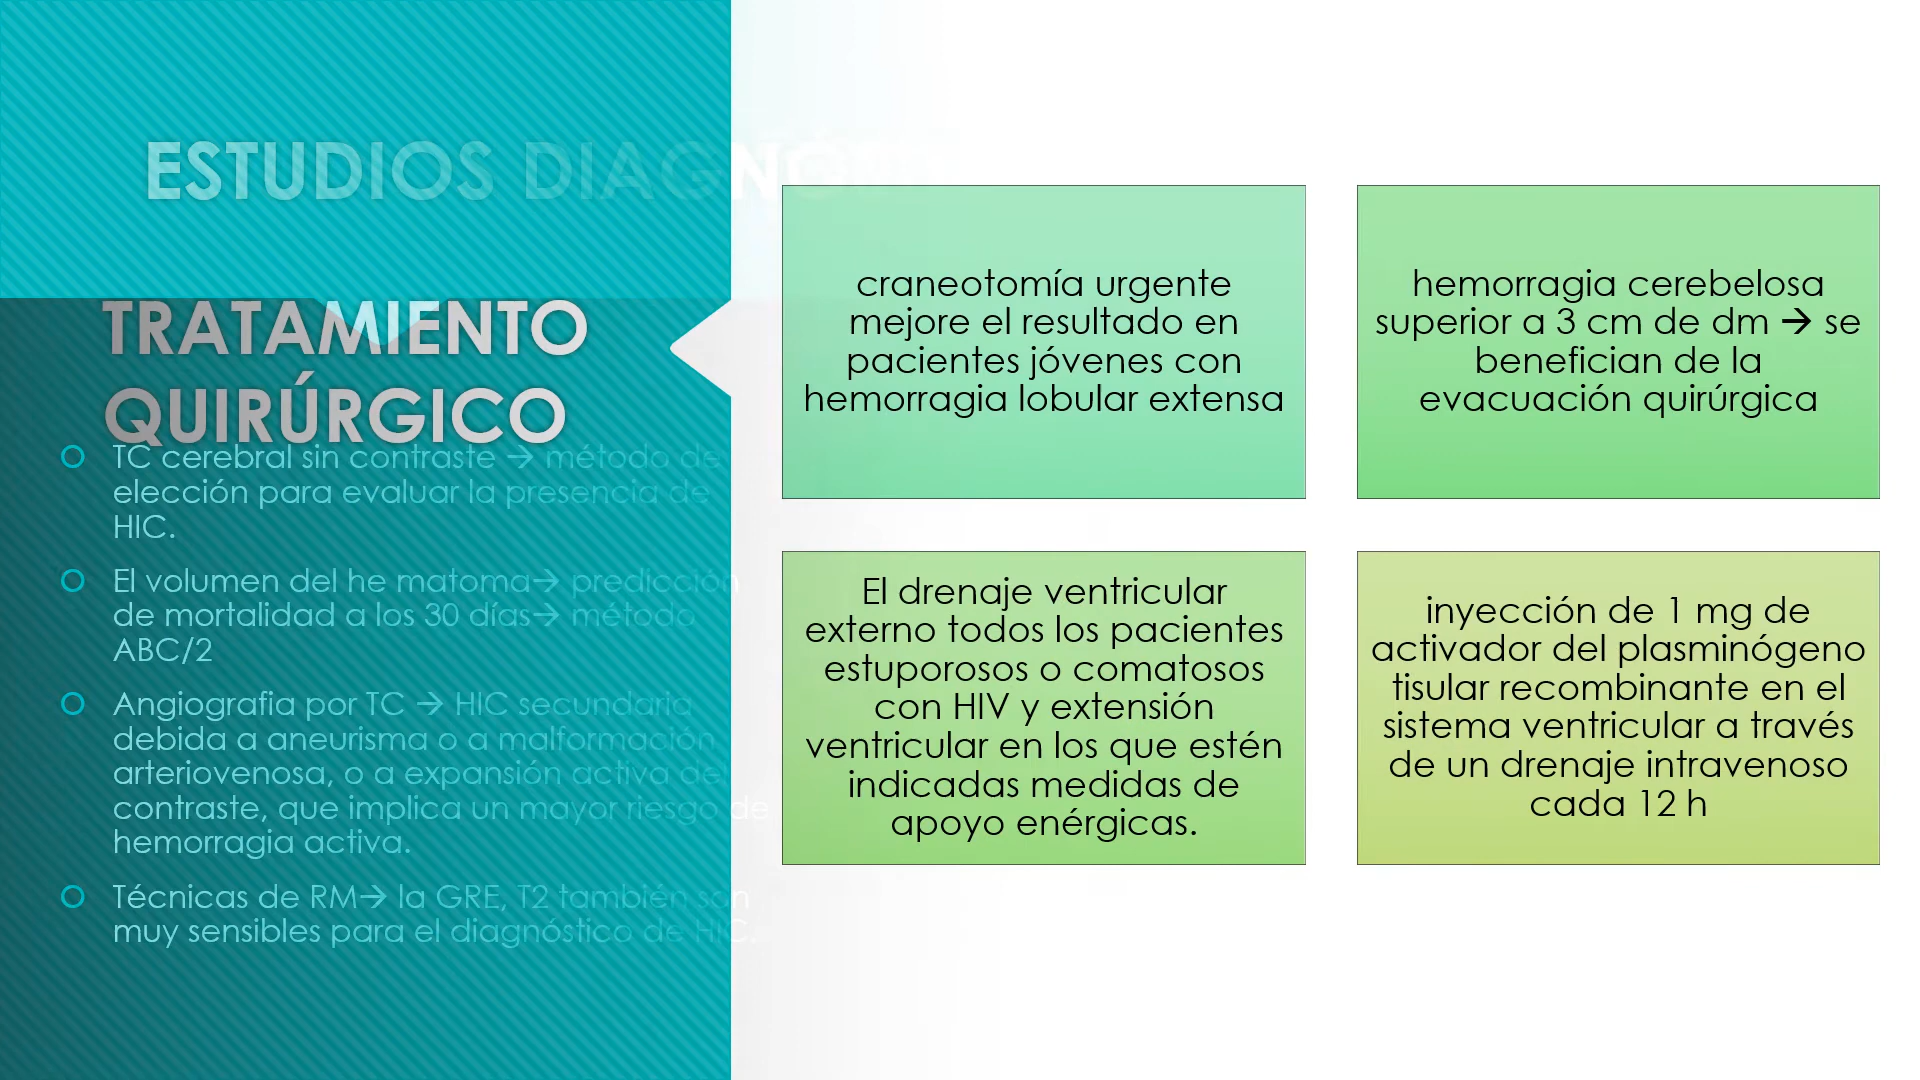 ESTUDIOS DIAGNÓ
TRATAMIENTO
QUIRÚRGICO
TC cerebral sin contraste → método de
elección para evaluar la presencia de
HIC.
El volumen del he matoma→ predicción
de mortalidad a los 30 días→ método
ABC/2
Angiografia por TC → HIC secundaria
debida a aneurisma o a malformación
arteriovenosa, o a expansión activa del
contraste, que implica un mayor riesgo de
hemorragia activa.
Técnicas de RM→ la GRE, T2 también son
muy sensibles para el diagnóstico de HIC.
craneotomía urgente
mejore el resultado en
pacientes jóvenes con
hemorragia lobular extensa
hemorragia cerebelosa
superior a 3 cm de dm → se
benefician de la
evacuación quirúrgica
El drenaje ventricular
externo todos los pacientes
estuporosos o comatosos
con HIV y extensión
ventricular en los que estén
indicadas medidas de
apoyo enérgicas.
inyección de 1 mg de
activador del plasminógeno
tisular recombinante en el
sistema ventricular a través
de un drenaje intravenoso
cada 12 h